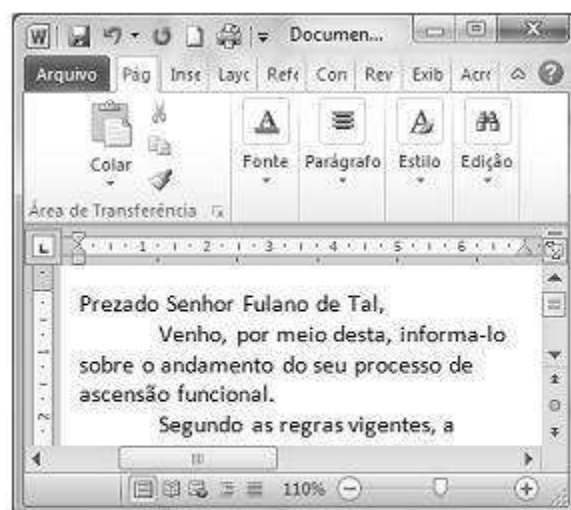 W Documen...
Arquivo Pág Inse Layc Refe Con Rev Exib Acre
Colar Fonte Parágrafo Estilo Edição
Área de Transferência
L 1 2 3 4 5 6
Prezado Senhor Fulano de Tal,
Venho, por meio desta, informa-lo
sobre o andamento do seu processo de
ascensão funcional.
Segundo as regras vigentes, a
110%